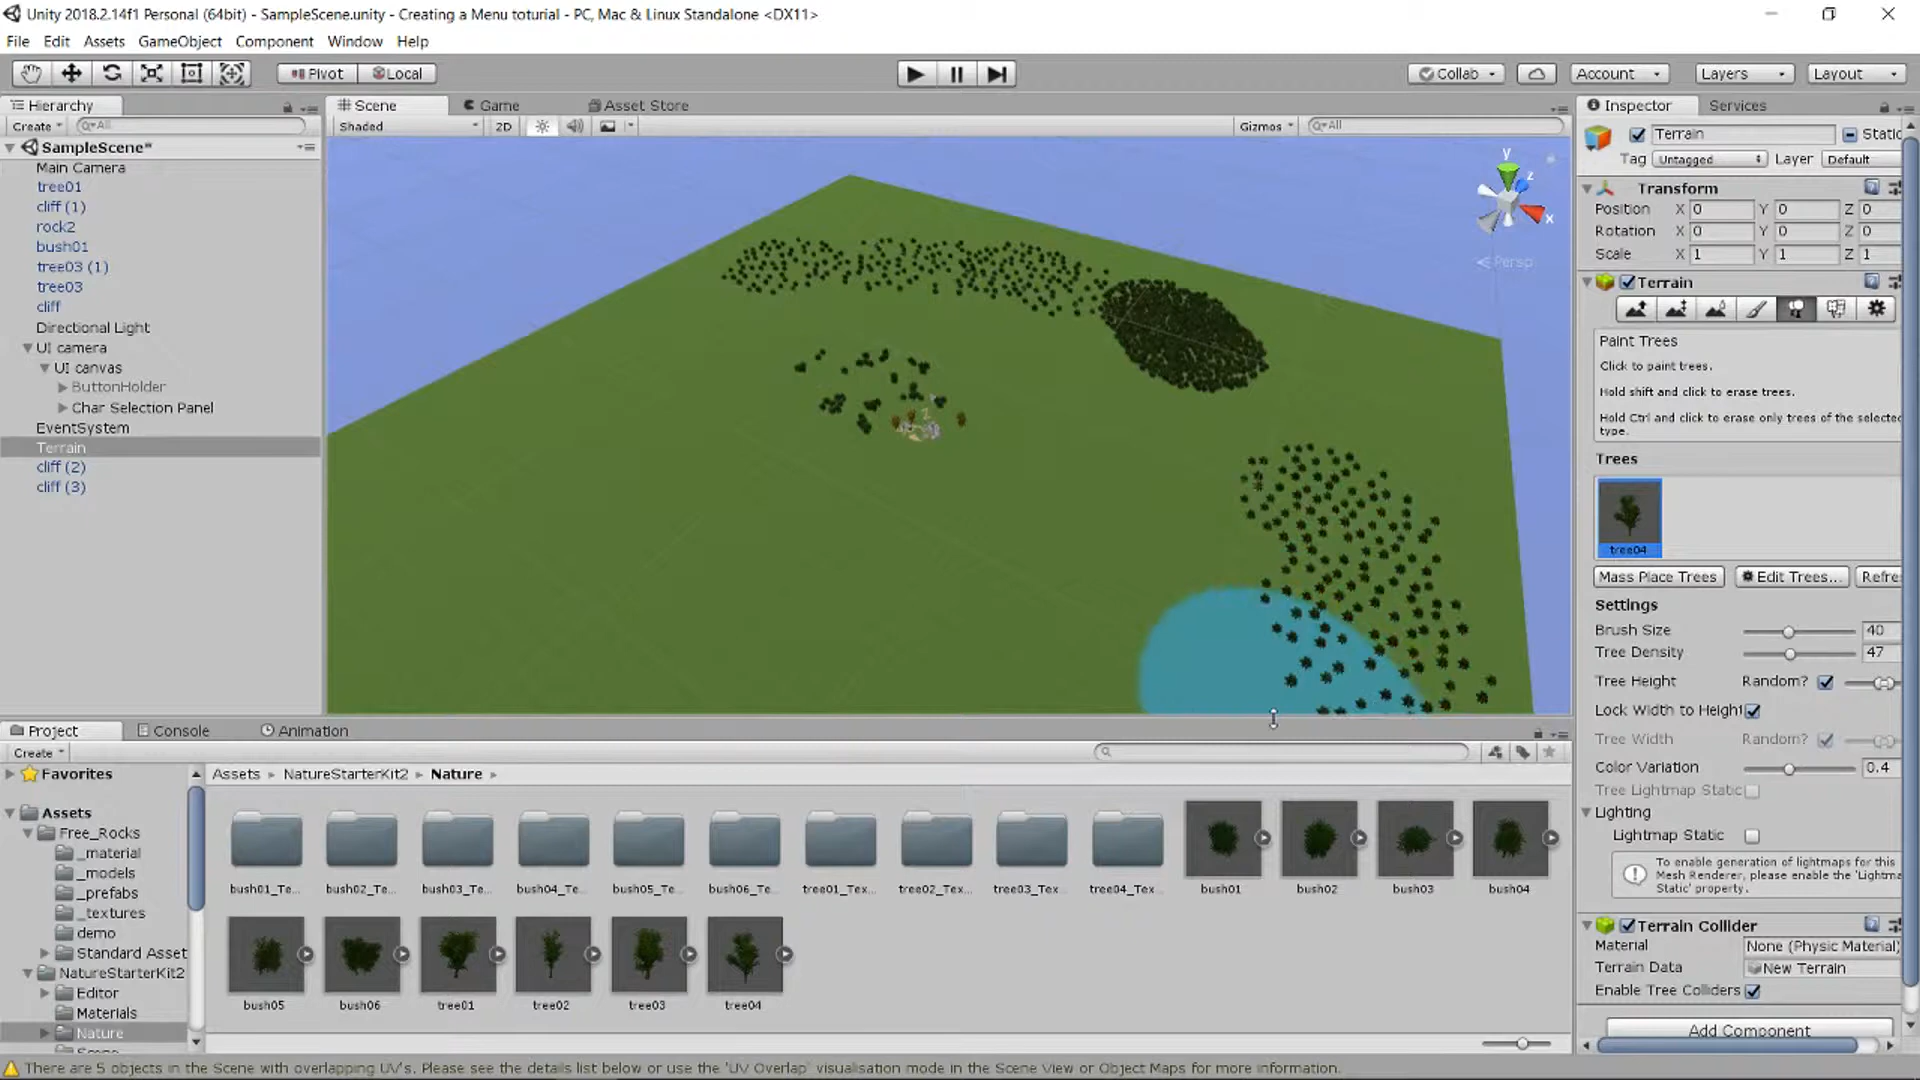 Unity 2018.2.14f1 Personal (64bit) - SampleScene.unity - Creating a Menu toturial - PC, Mac & Linux Standalone <DX11>
File Edit Assets GameObject Component Window Help
Pivot Local Collab Account Layers Layout
Hierarchy
Create All
SampleScene*
Main Camera
tree01
cliff (1)
rock2
bush01
tree03 (1)
tree03
cliff
Directional Light
UI camera
UI canvas
ButtonHolder
Char Selection Panel
EventSystem
Terrain
cliff (2)
cliff (3)
Scene Game Asset Store
Shaded 2D Gizmos All
y
z
x
Persp
Inspector Services
Terrain Static
Tag Untagged Layer Default
Transform
Position X 0 Y 0 Z 0
Rotation X 0 Y 0 Z 0
Scale X 1 Y 1 Z 1
Terrain
Paint Trees
Click to paint trees.
Hold shift and click to erase trees.
Hold Ctrl and click to erase only trees of the selected
type.
Trees
tree04
Mass Place Trees Edit Trees... Refre
Settings
Brush Size 40
Tree Density 47
Tree Height Random?
Lock Width to Height
Tree Width Random?
Color Variation 0.4
Tree Lightmap Static
Lighting
Lightmap Static
To enable generation of lightmaps for this
Mesh Renderer, please enable the 'Lightma
Static' property.
Terrain Collider
Material None (Physic Material)
Terrain Data New Terrain
Enable Tree Colliders
Add Component
Project Console Animation
Create
Favorites
Assets
Free_Rocks
_material
_models
_prefabs
_textures
demo
Standard Asset
NatureStarterKit2
Editor
Materials
Nature
Assets NatureStarterKit2 Nature
bush01_Te... bush02_Te... bush03_Te... bush04_Te... bush05_Te... bush06_Te... tree01_Tex... tree02_Tex... tree03_Tex... tree04_Tex... bush01 bush02 bush03 bush04
bush05 bush06 tree01 tree02 tree03 tree04
There are 5 objects in the Scene with overlapping UV's. Please see the details list below or use the 'UV Overlap' visualisation mode in the Scene View or Object Maps for more information.